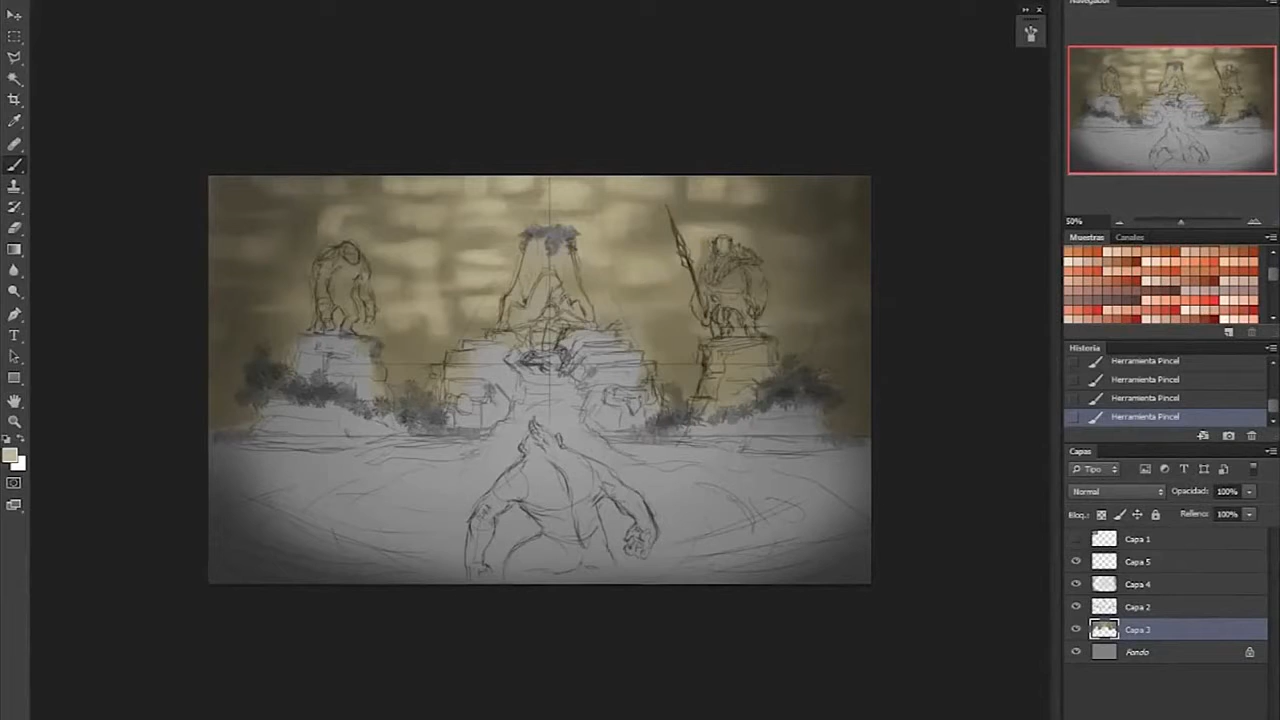 Navegador
50%
Muestras Canales
Historia
Herramienta Pincel
Herramienta Pincel
Herramienta Pincel
Herramienta Pincel
Capas
Tipo
Normal Opacidad: 100%
Bloq.: Relleno: 100%
Capa 1
Capa 5
Capa 4
Capa 2
Capa 3
Fondo